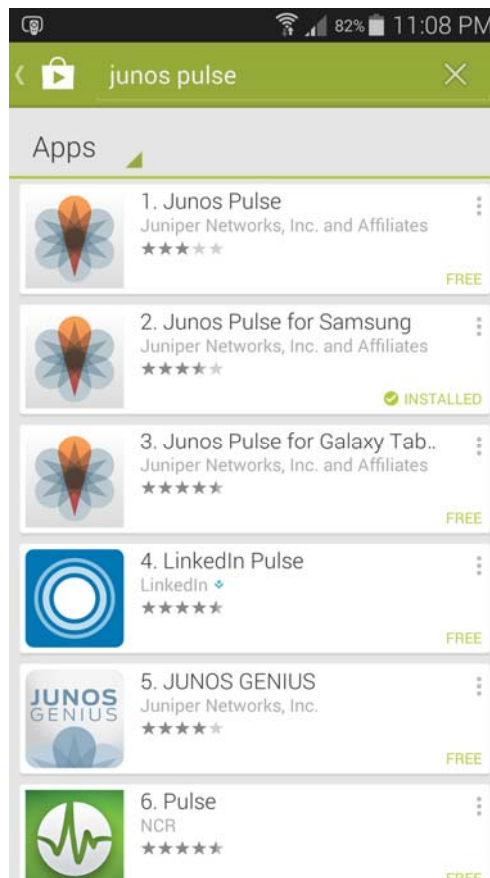 82% 11:08 PM
junos pulse
Apps
1. Junos Pulse
Juniper Networks, Inc. and Affiliates
FREE
2. Junos Pulse for Samsung
Juniper Networks, Inc. and Affiliates
INSTALLED
3. Junos Pulse for Galaxy Tab..
Juniper Networks, Inc. and Affiliates
FREE
4. LinkedIn Pulse
LinkedIn
FREE
JUNOS
GENIUS
5. JUNOS GENIUS
Juniper Networks, Inc.
FREE
6. Pulse
NCR
FREE